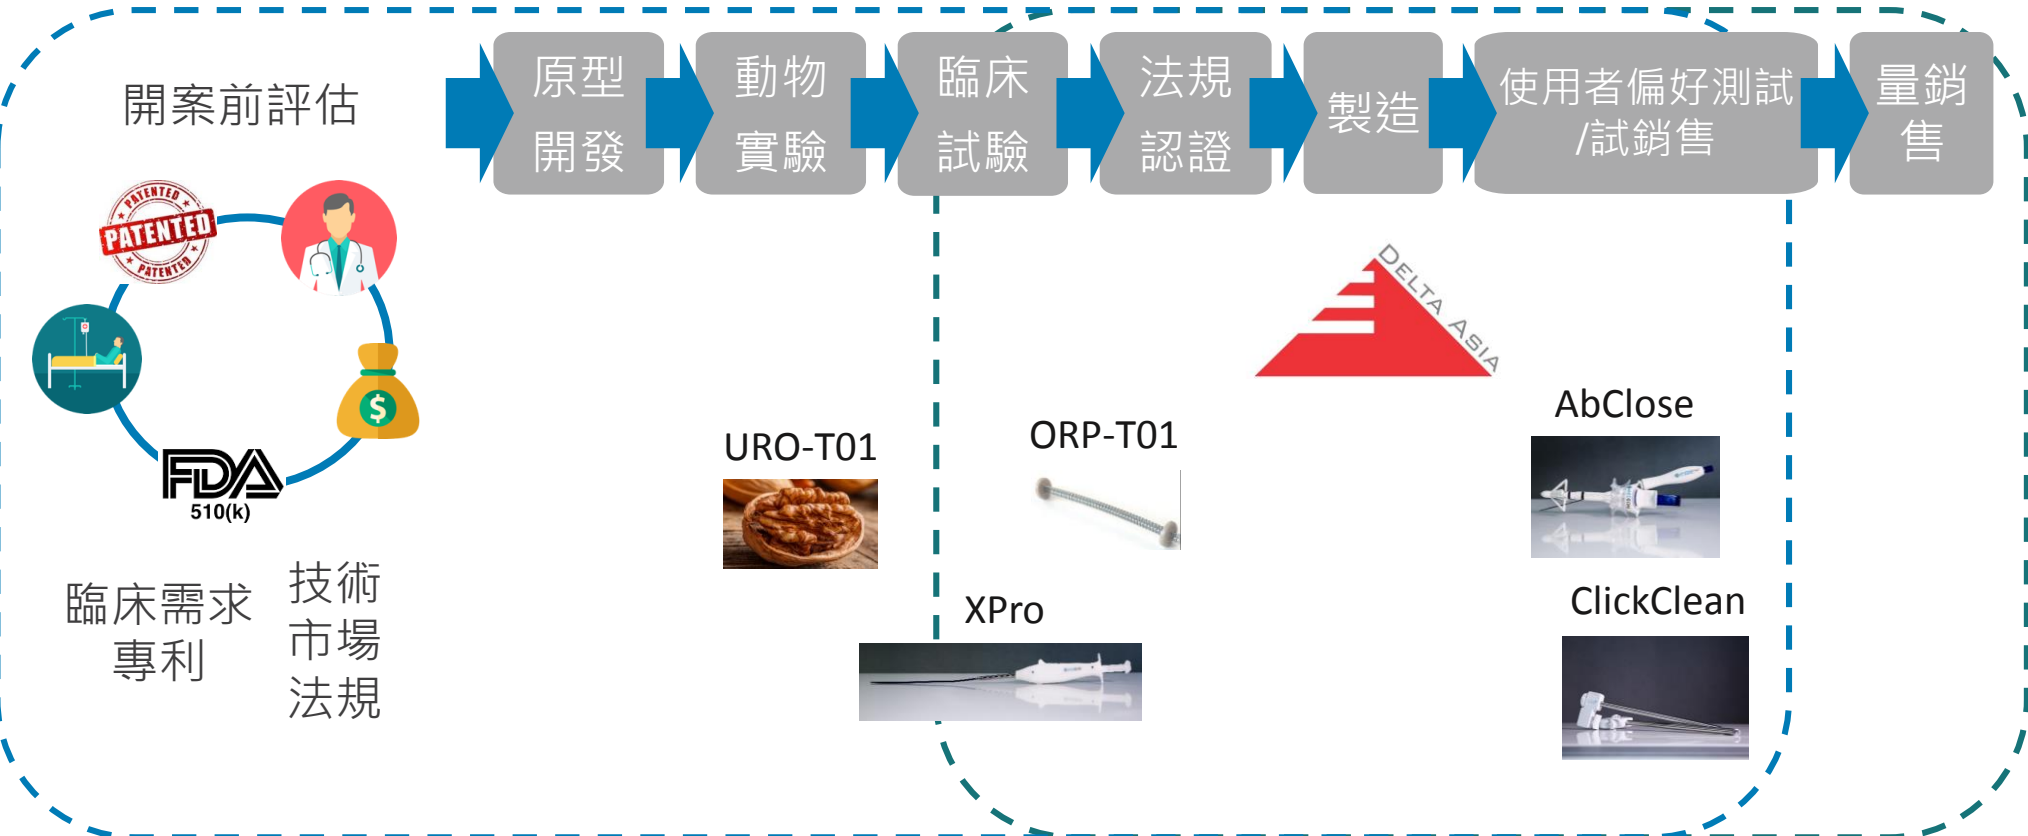 開案前評估
原型
開發
動物
實驗
臨床
試驗
法規
認證
製造
使用者偏好測試
/試銷售
量銷
售
PATENTED
PATENTED
PATENTED
FDA
510(k)
臨床需求
專利
技術
市場
法規
DELTA ASIA
URO-T01
ORP-T01
XPro
AbClose
ClickClean